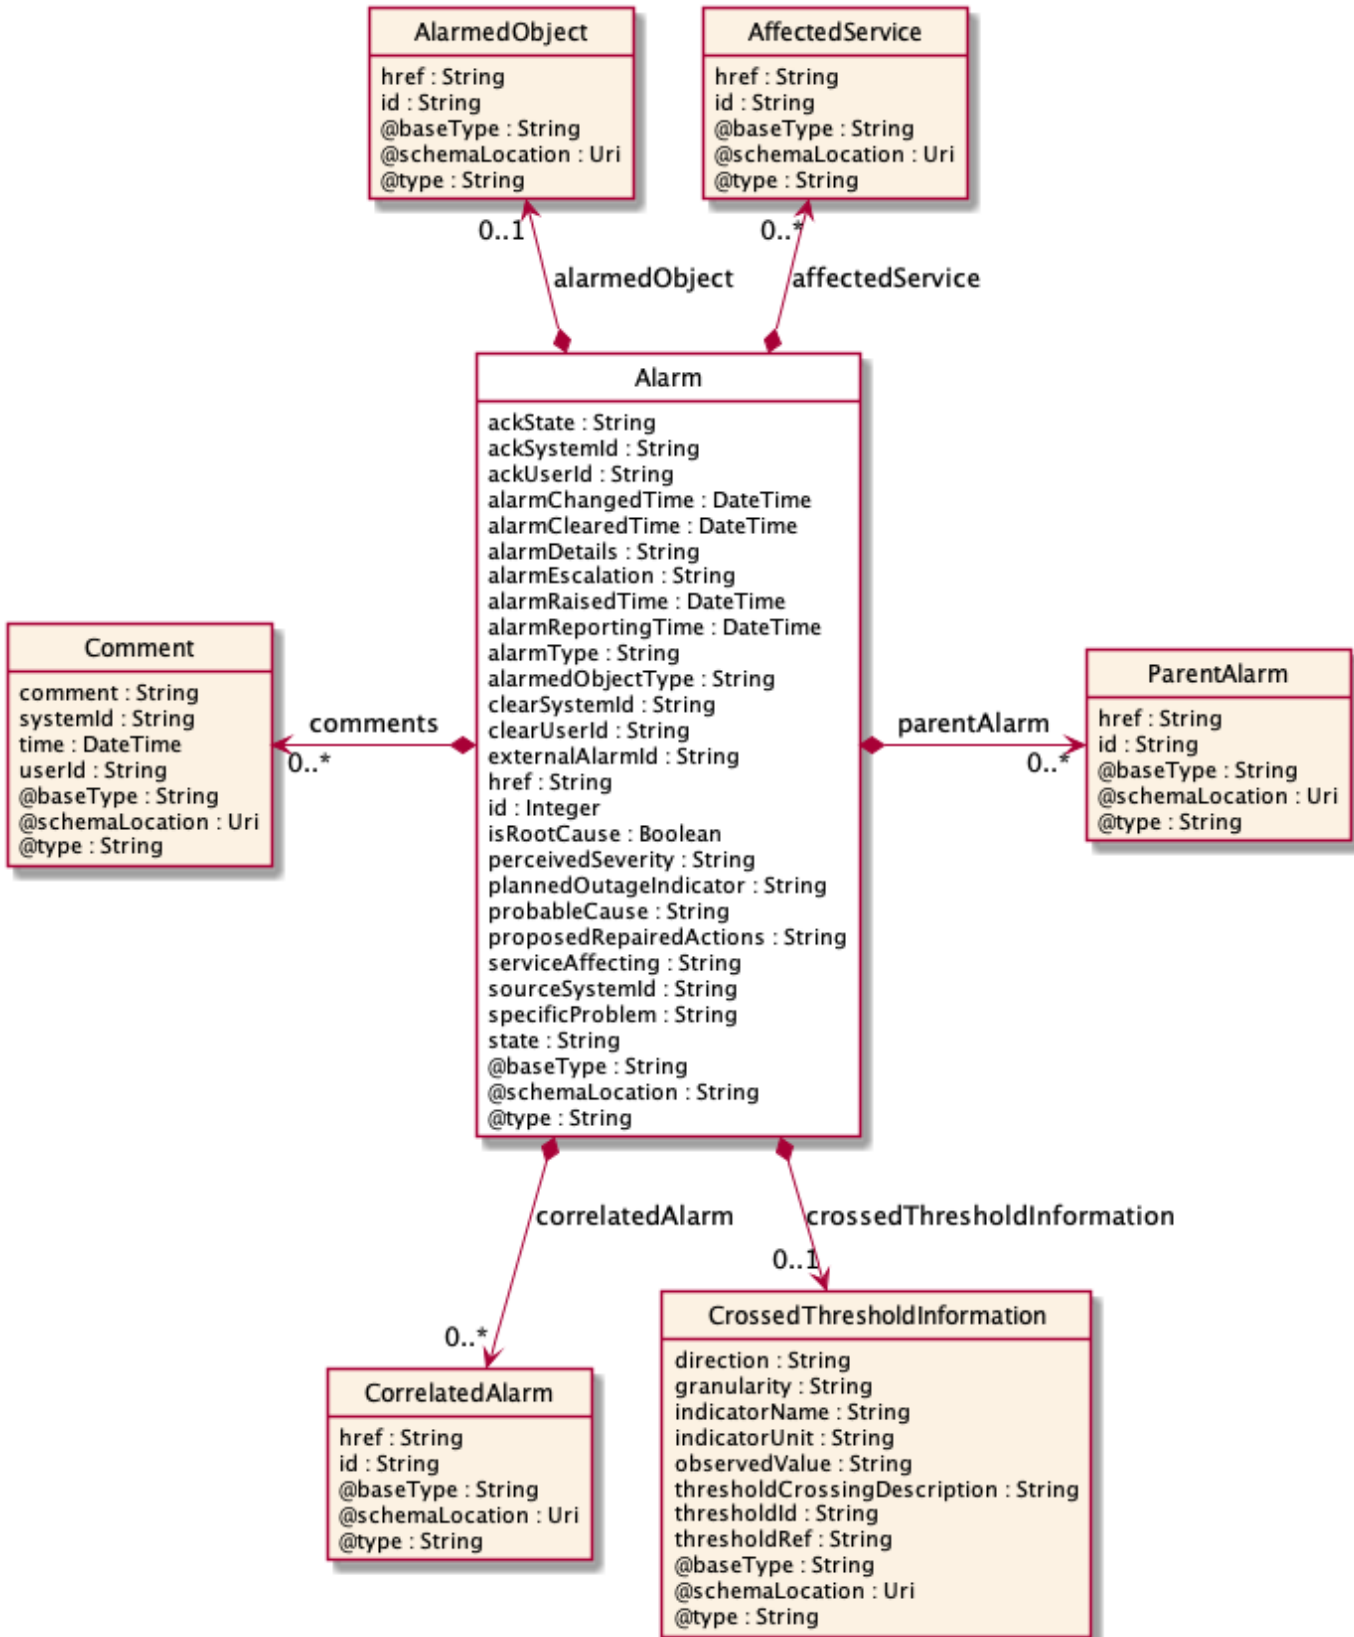 AlarmedObject
href : String
id : String
@baseType : String
@schemaLocation : Uri
@type : String
AffectedService
href : String
id : String
@baseType : String
@schemaLocation : Uri
@type : String
0..1
0..*
alarmedObject
affectedService
Alarm
ackState : String
ackSystemId : String
ackUserId : String
alarmChangedTime : DateTime
alarmClearedTime : DateTime
alarmDetails : String
alarmEscalation : String
alarmRaisedTime : DateTime
alarmReportingTime : DateTime
alarmType : String
alarmedObjectType : String
clearSystemId : String
clearUserId : String
externalAlarmId : String
href : String
id : Integer
isRootCause : Boolean
perceivedSeverity : String
plannedOutageIndicator : String
probableCause : String
proposedRepairedActions : String
serviceAffecting : String
sourceSystemId : String
specificProblem : String
state : String
@baseType : String
@schemaLocation : String
@type : String
Comment
comment : String
systemId : String
time : DateTime
userId : String
@baseType : String
@schemaLocation : Uri
@type : String
comments
0..*
parentAlarm
0..*
ParentAlarm
href : String
id : String
@baseType : String
@schemaLocation : Uri
@type : String
correlatedAlarm
crossedThresholdInformation
0..*
0..1
CorrelatedAlarm
href : String
id : String
@baseType : String
@schemaLocation : Uri
@type : String
CrossedThresholdInformation
direction : String
granularity : String
indicatorName : String
indicatorUnit : String
observedValue : String
thresholdCrossingDescription : String
thresholdId : String
thresholdRef : String
@baseType : String
@schemaLocation : Uri
@type : String